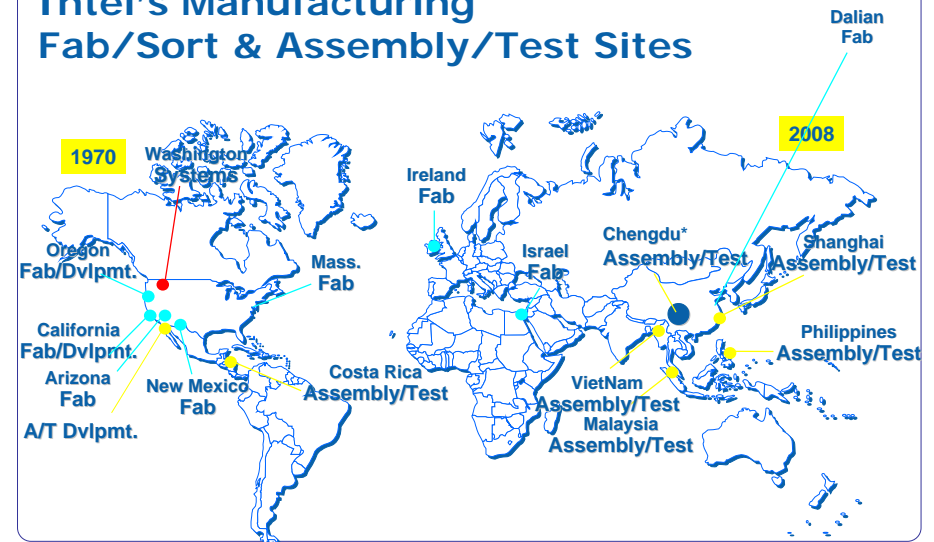 Intel's Manufacturing
Fab/Sort & Assembly/Test Sites
Dalian
Fab
1970
2008
Washington
Systems
Ireland
Fab
Oregon
Fab/Dvlpmt.
Mass.
Fab
Israel
Fab
Chengdu*
Assembly/Test
Shanghai
Assembly/Test
California
Fab/Dvlpmt.
Arizona
Fab
New Mexico
Fab
Costa Rica
Assembly/Test
VietNam
Assembly/Test
Malaysia
Assembly/Test
Philippines
Assembly/Test
A/T Dvlpmt.